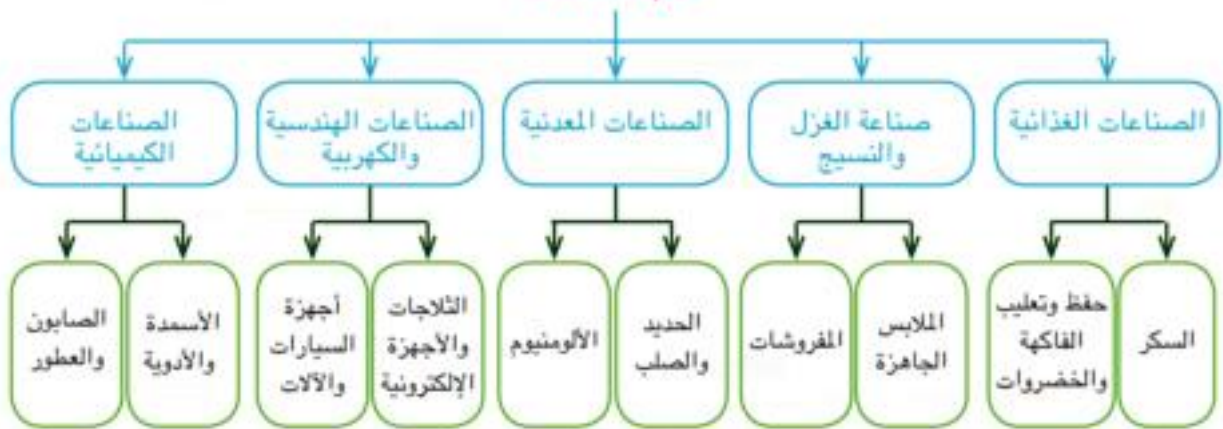 الصناعات الغذائية
صناعة الغزل
والنسيج
الصناعات المعدنية
الصناعات الهندسية
والكهربية
الصناعات
الكيميائية
السكر
حفظ وتعليب
الفاكهة
والخضروات
الملابس
الجاهزة
المفروشات
الحديد
والصلب
الألومنيوم
الثلاجات
والأجهزة
الإلكترونية
أجهزة
السيارات
والآلات
الأسمدة
والأدوية
الصابون
والعطور